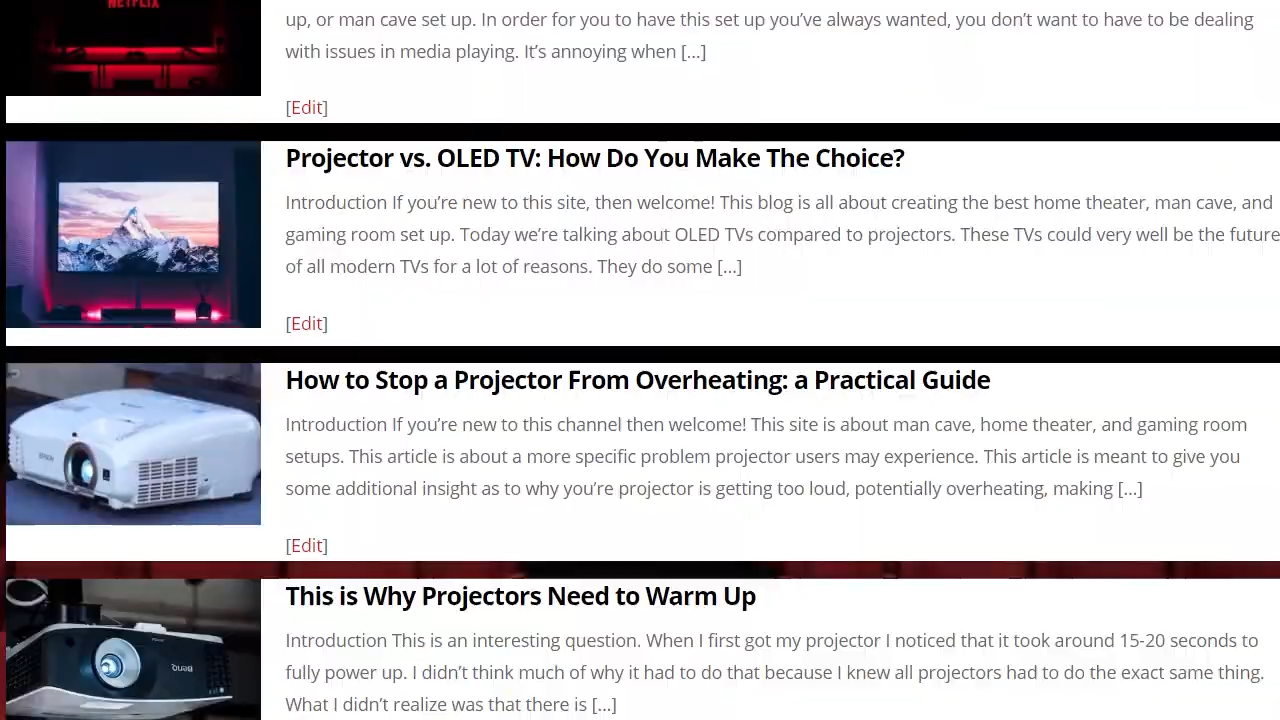 NETFLIX
up, or man cave set up. In order for you to have this set up you’ve always wanted, you don’t want to have to be dealing
with issues in media playing. It’s annoying when […]
[Edit]
Projector vs. OLED TV: How Do You Make The Choice?
Introduction If you’re new to this site, then welcome! This blog is all about creating the best home theater, man cave, and
gaming room set up. Today we’re talking about OLED TVs compared to projectors. These TVs could very well be the future
of all modern TVs for a lot of reasons. They do some […]
[Edit]
How to Stop a Projector From Overheating: a Practical Guide
Introduction If you’re new to this channel then welcome! This site is about man cave, home theater, and gaming room
setups. This article is about a more specific problem projector users may experience. This article is meant to give you
some additional insight as to why you’re projector is getting too loud, potentially overheating, making […]
EPSON
[Edit]
This is Why Projectors Need to Warm Up
Introduction This is an interesting question. When I first got my projector I noticed that it took around 15-20 seconds to
fully power up. I didn’t think much of why it had to do that because I knew all projectors had to do the exact same thing.
What I didn’t realize was that there is […]
BenQ